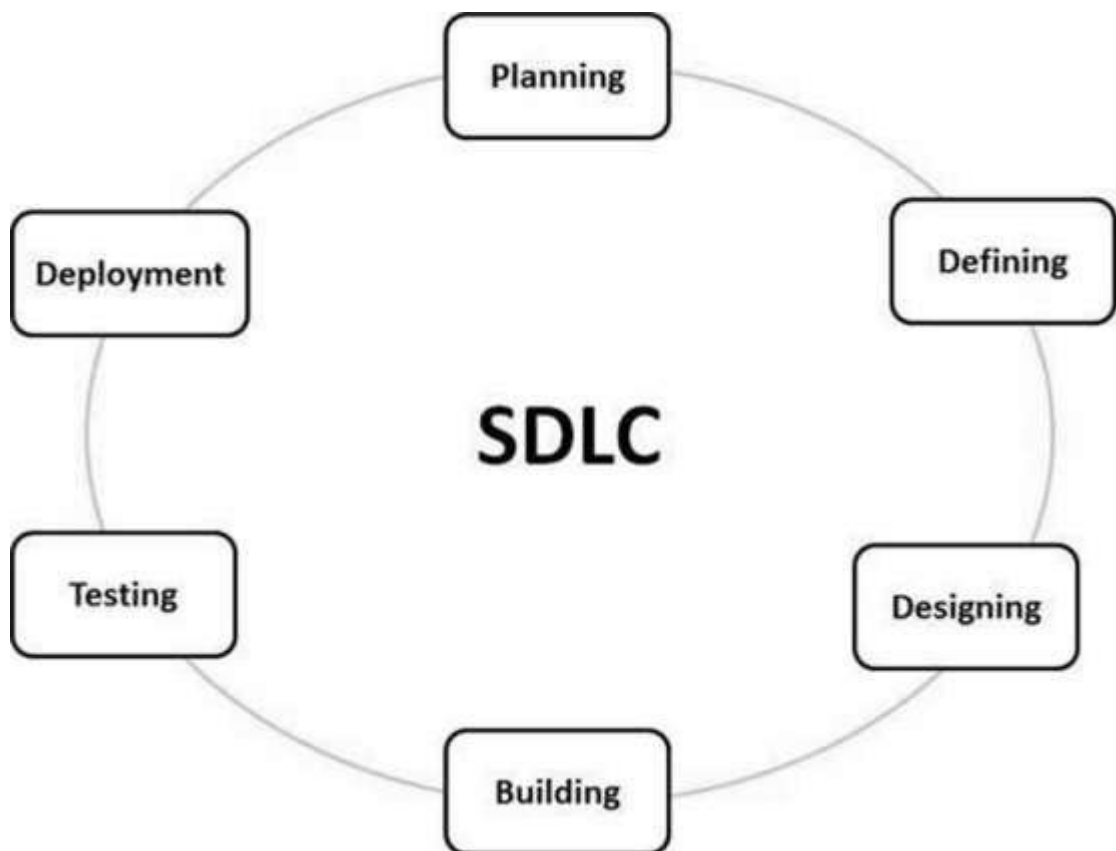 Planning
Defining
Designing
Building
Testing
Deployment
SDLC